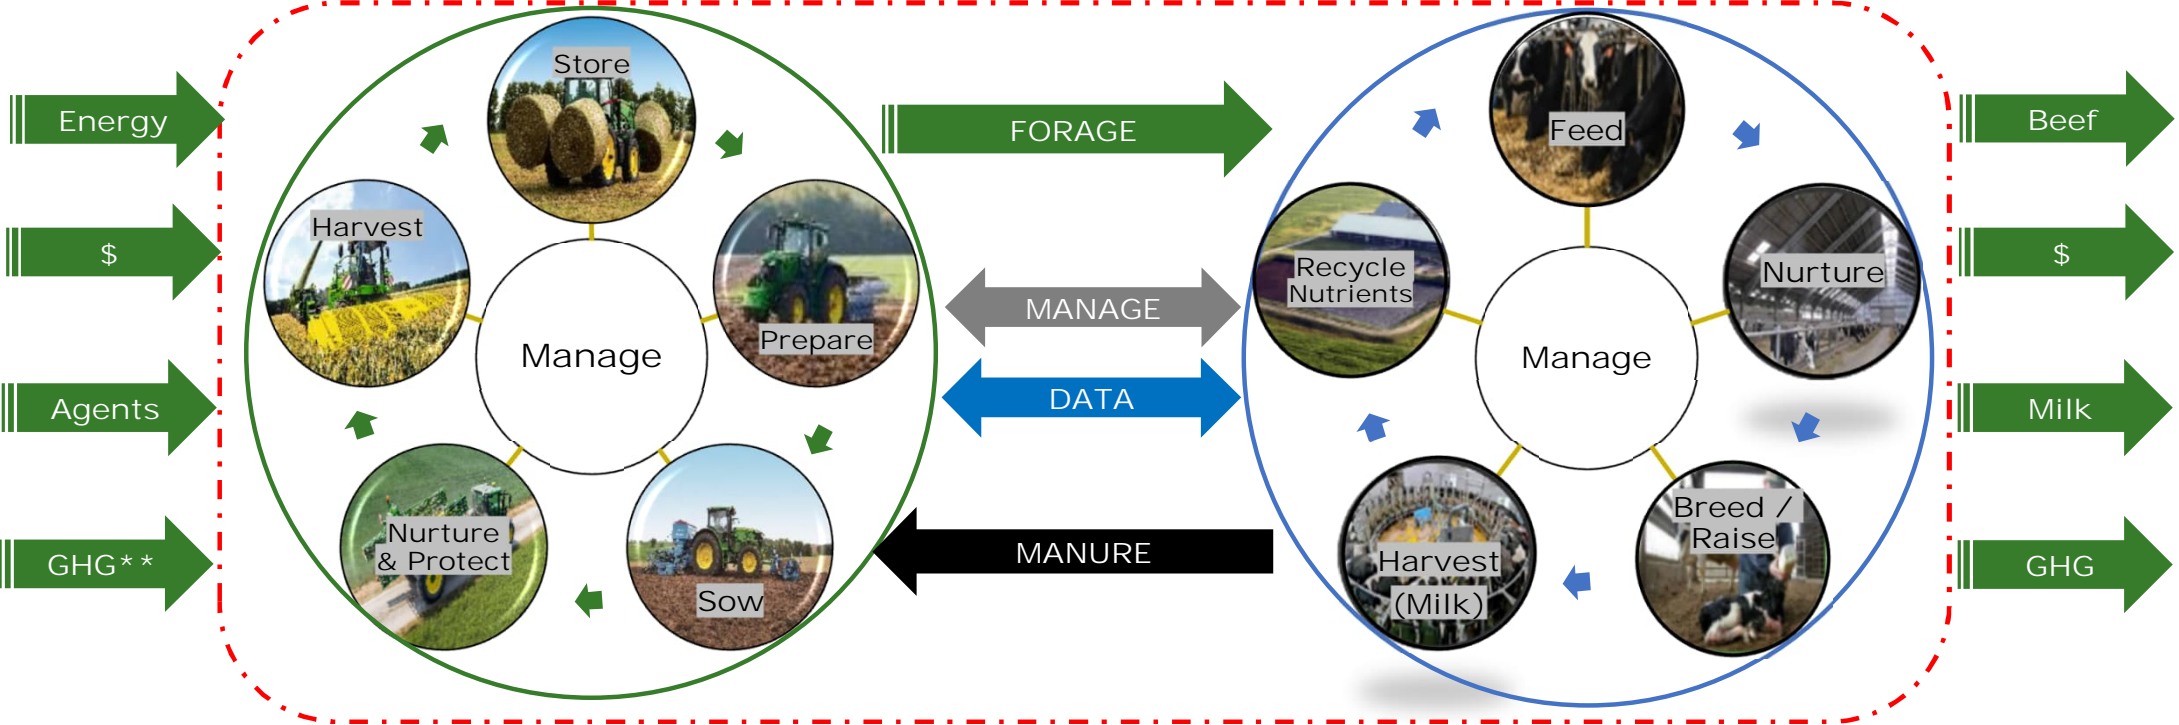 Energy
$
Agents
GHG**
Store
Harvest
Prepare
Manage
Nurture
& Protect
Sow
FORAGE
MANAGE
DATA
MANURE
Feed
Recycle
Nutrients
Nurture
Manage
Harvest
(Milk)
Breed /
Raise
Beef
$
Milk
GHG